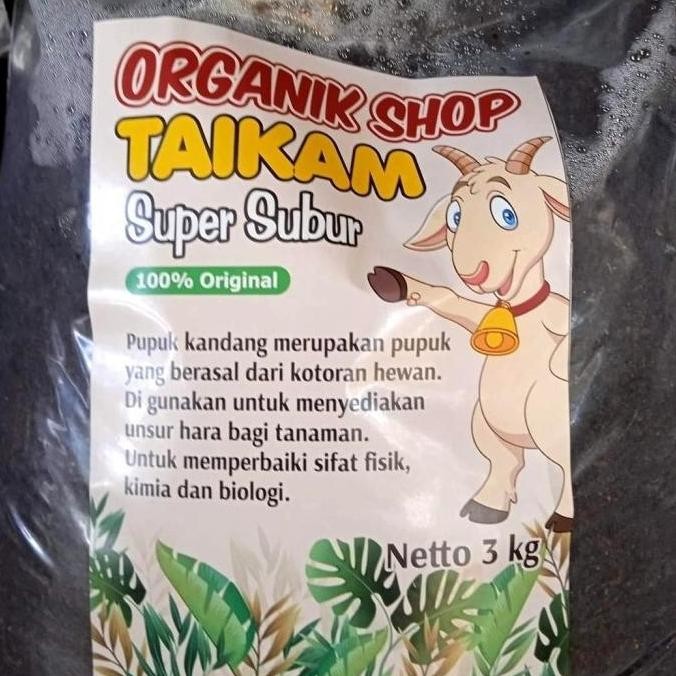 ORGANIK SHOP
TAIKAM
Super Subur
100% Original
Pupuk kandang merupakan pupuk
yang berasal dari kotoran hewan.
Di gunakan untuk menyediakan
unsur hara bagi tanaman.
Untuk memperbaiki sifat fisik,
kimia dan biologi.
Netto 3 kg